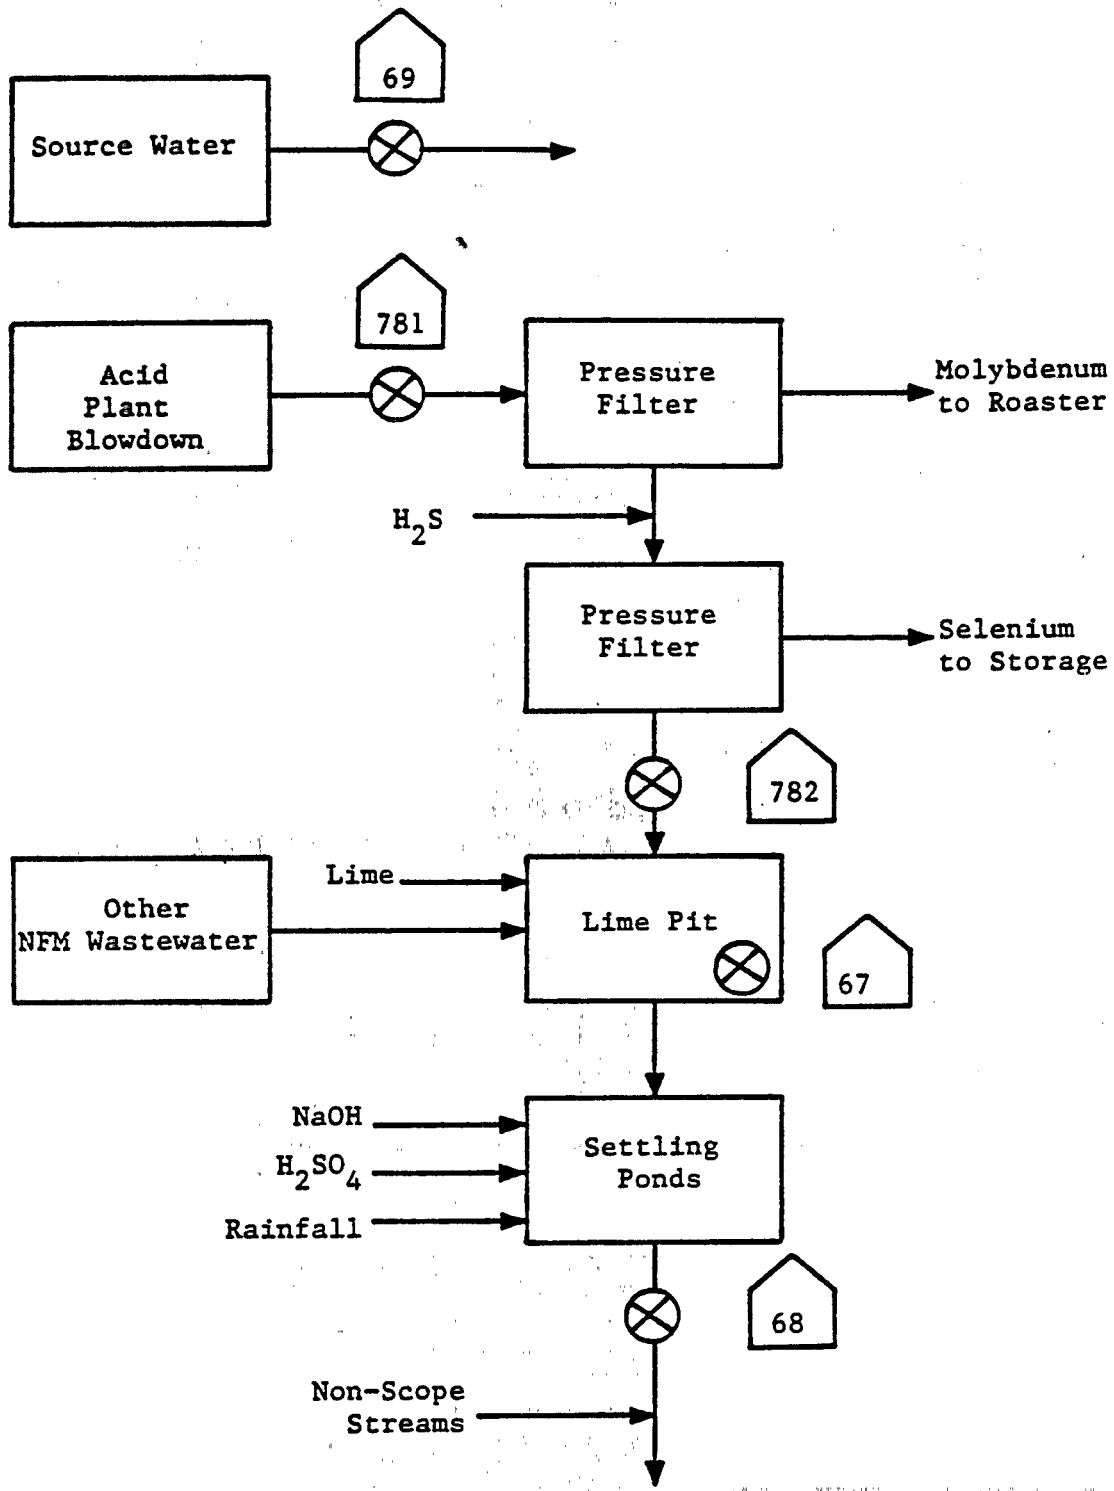 69
Source Water
781
Acid
Plant
Blowdown
Pressure
Filter
Molybdenum
to Roaster
H₂S
Pressure
Filter
Selenium
to Storage
782
Lime
Other
NFM Wastewater
Lime Pit
67
NaOH
H₂SO₄
Rainfall
Settling
Ponds
68
Non-Scope
Streams